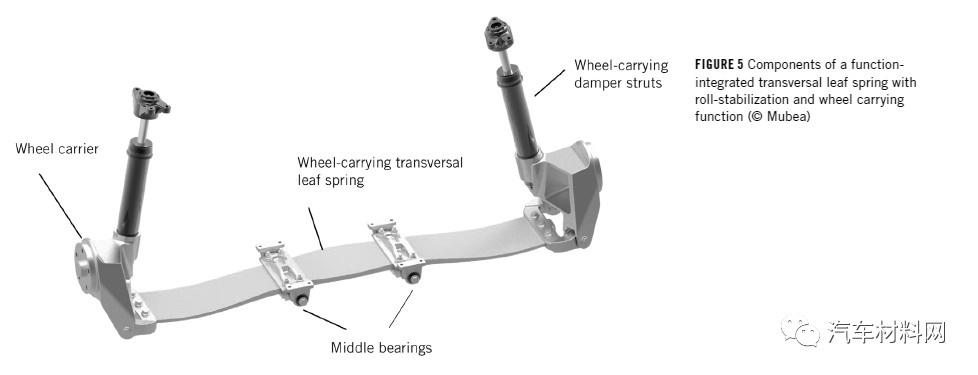 Wheel-carrying
damper struts
FIGURE 5 Components of a function-
integrated transversal leaf spring with
roll-stabilization and wheel carrying
function (© Mubea)
Wheel carrier
Wheel-carrying transversal
leaf spring
Middle bearings
汽车材料网